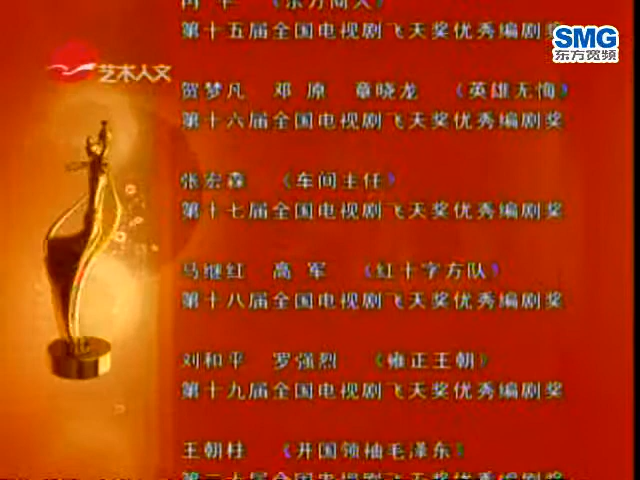 SMG
东方宽频
艺术人文
第十五届全国电视剧飞天奖优秀编剧奖
贺梦凡 邓原 章晓龙 《英雄无悔》
第十六届全国电视剧飞天奖优秀编剧奖
张宏森 《车间主任》
第十七届全国电视剧飞天奖优秀编剧奖
马继红 高军 《红十字方队》
第十八届全国电视剧飞天奖优秀编剧奖
刘和平 罗强烈 《雍正王朝》
第十九届全国电视剧飞天奖优秀编剧奖
王朝柱 《开国领袖毛泽东》